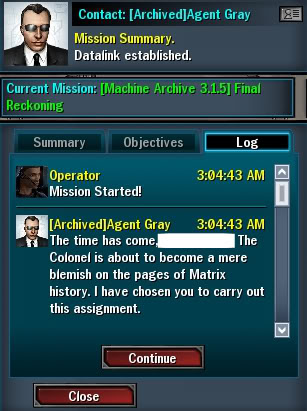 Contact: [Archived]Agent Gray
Mission Summary.
Datalink established.
Current Mission: [Machine Archive 3.1.5] Final
Reckoning
Summary Objectives Log
Operator 3:04:43 AM
Mission Started!
[Archived]Agent Gray 3:04:43 AM
The time has come, The
Colonel is about to become a mere
blemish on the pages of Matrix
history. I have chosen you to carry out
this assignment.
Continue
Close